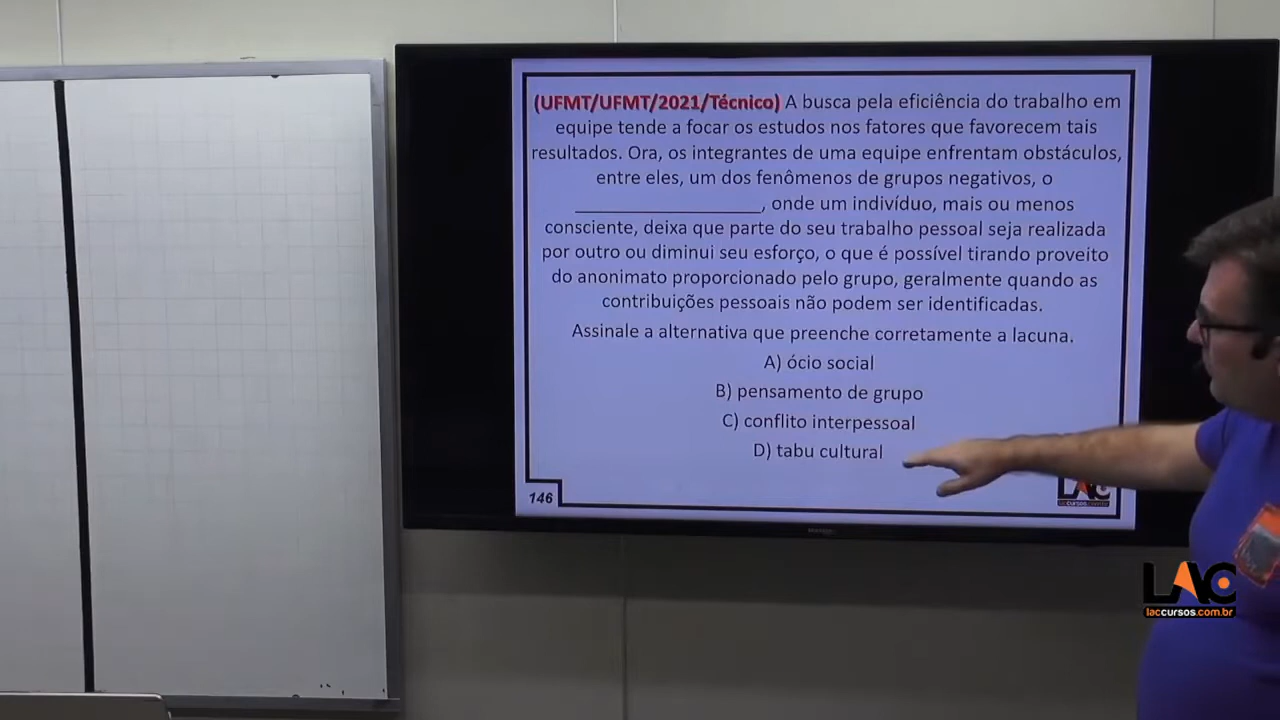 (UFMT/UFMT/2021/Técnico) A busca pela eficiência do trabalho em
equipe tende a focar os estudos nos fatores que favorecem tais
resultados. Ora, os integrantes de uma equipe enfrentam obstáculos,
entre eles, um dos fenômenos de grupos negativos, o
____________________, onde um indivíduo, mais ou menos
consciente, deixa que parte do seu trabalho pessoal seja realizada
por outro ou diminui seu esforço, o que é possível tirando proveito
do anonimato proporcionado pelo grupo, geralmente quando as
contribuições pessoais não podem ser identificadas.
Assinale a alternativa que preenche corretamente a lacuna.
A) ócio social
B) pensamento de grupo
C) conflito interpessoal
D) tabu cultural
146
LAC
laccursos.com.br
LAC
laccursos.com.br